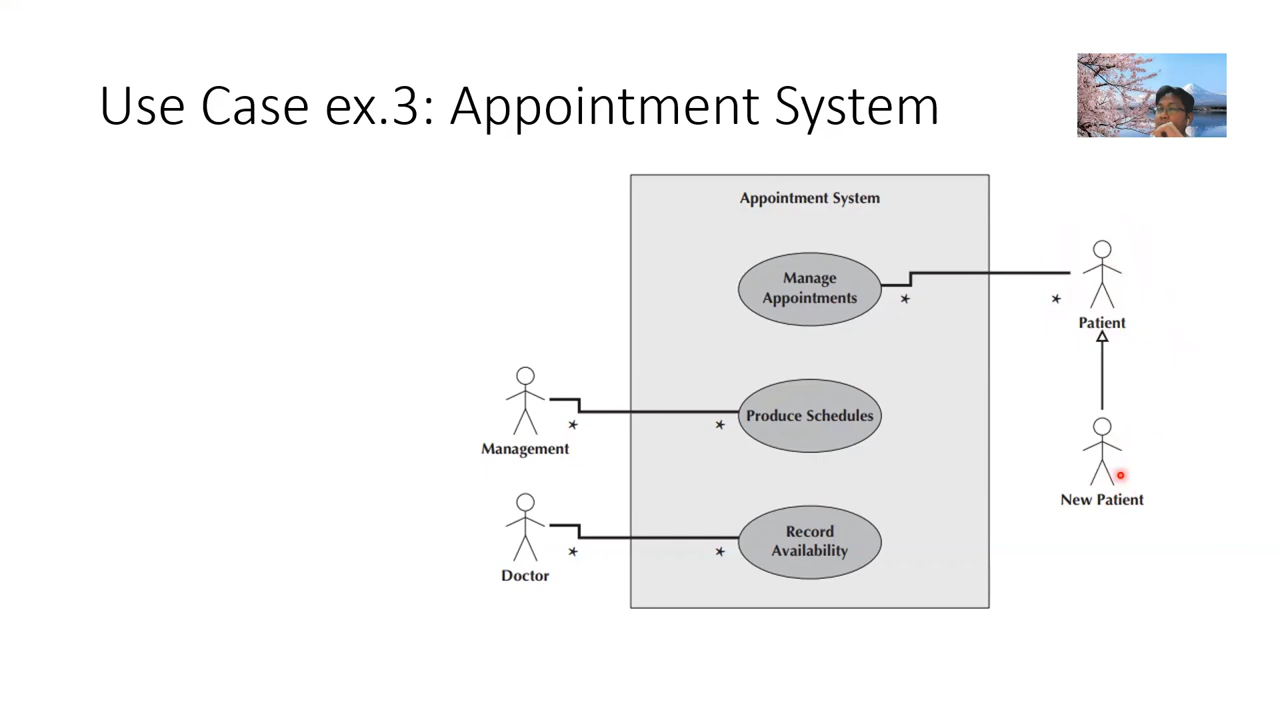 Use Case ex.3: Appointment System
Appointment System
Manage
Appointments
*
*
Patient
Produce Schedules
*
*
Management
New Patient
Record
Availability
*
*
Doctor